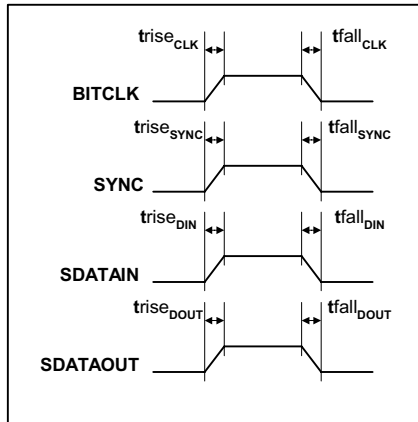 triseCLK tfallCLK
BITCLK
triseSYNC tfallSYNC
SYNC
triseDIN tfallDIN
SDATAIN
triseDOUT tfallDOUT
SDATAOUT